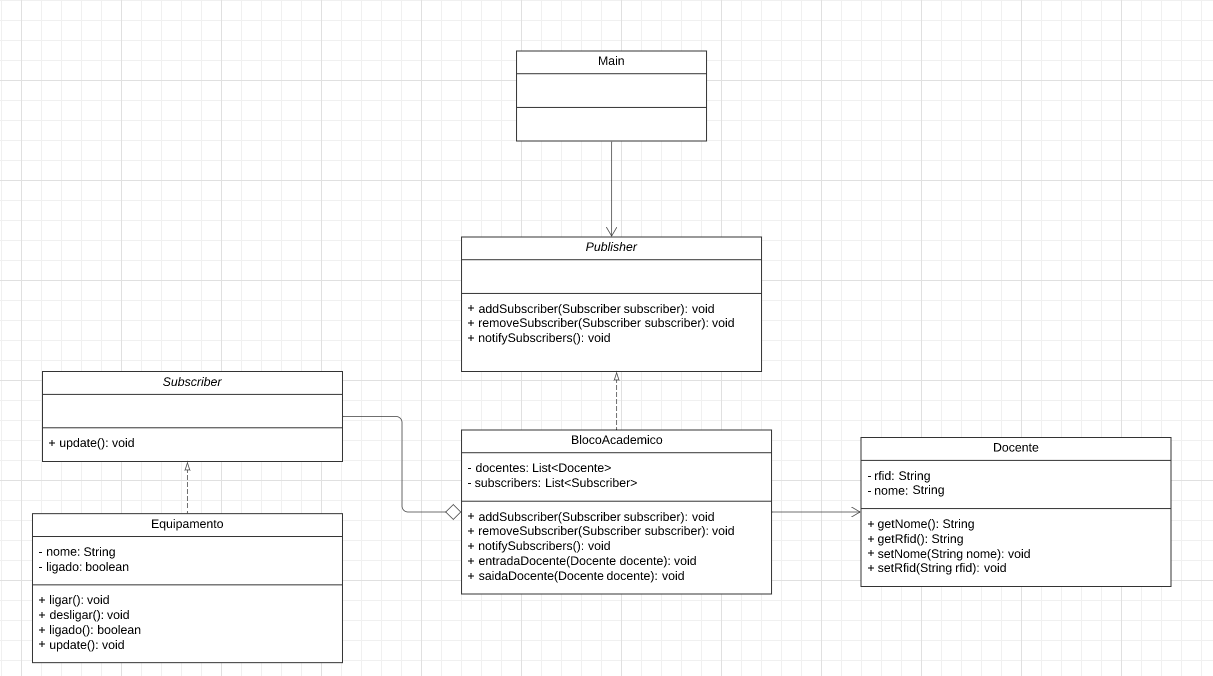 Main
Publisher
+ addSubscriber(Subscriber subscriber): void
+ removeSubscriber(Subscriber subscriber): void
+ notifySubscribers(): void
Subscriber
+ update(): void
Equipamento
- nome: String
- ligado: boolean
+ ligar(): void
+ desligar(): void
+ ligado(): boolean
+ update(): void
BlocoAcademico
- docentes: List<Docente>
- subscribers: List<Subscriber>
+ addSubscriber(Subscriber subscriber): void
+ removeSubscriber(Subscriber subscriber): void
+ notifySubscribers(): void
+ entradaDocente(Docente docente): void
+ saidaDocente(Docente docente): void
Docente
- rfid: String
- nome: String
+ getNome(): String
+ getRfid(): String
+ setNome(String nome): void
+ setRfid(String rfid): void